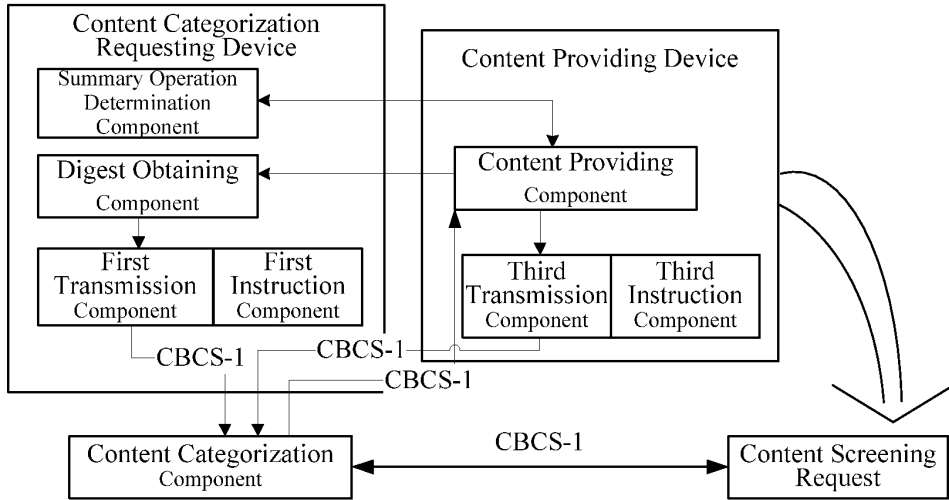 Content Categorization
Requesting Device
Summary Operation
Determination
Component
Digest Obtaining
Component
First
Transmission
Component
First
Instruction
Component
Content Providing Device
Content Providing
Component
Third
Transmission
Component
Third
Instruction
Component
CBCS-1
CBCS-1
CBCS-1
Content Categorization
Component
CBCS-1
Content Screening
Request